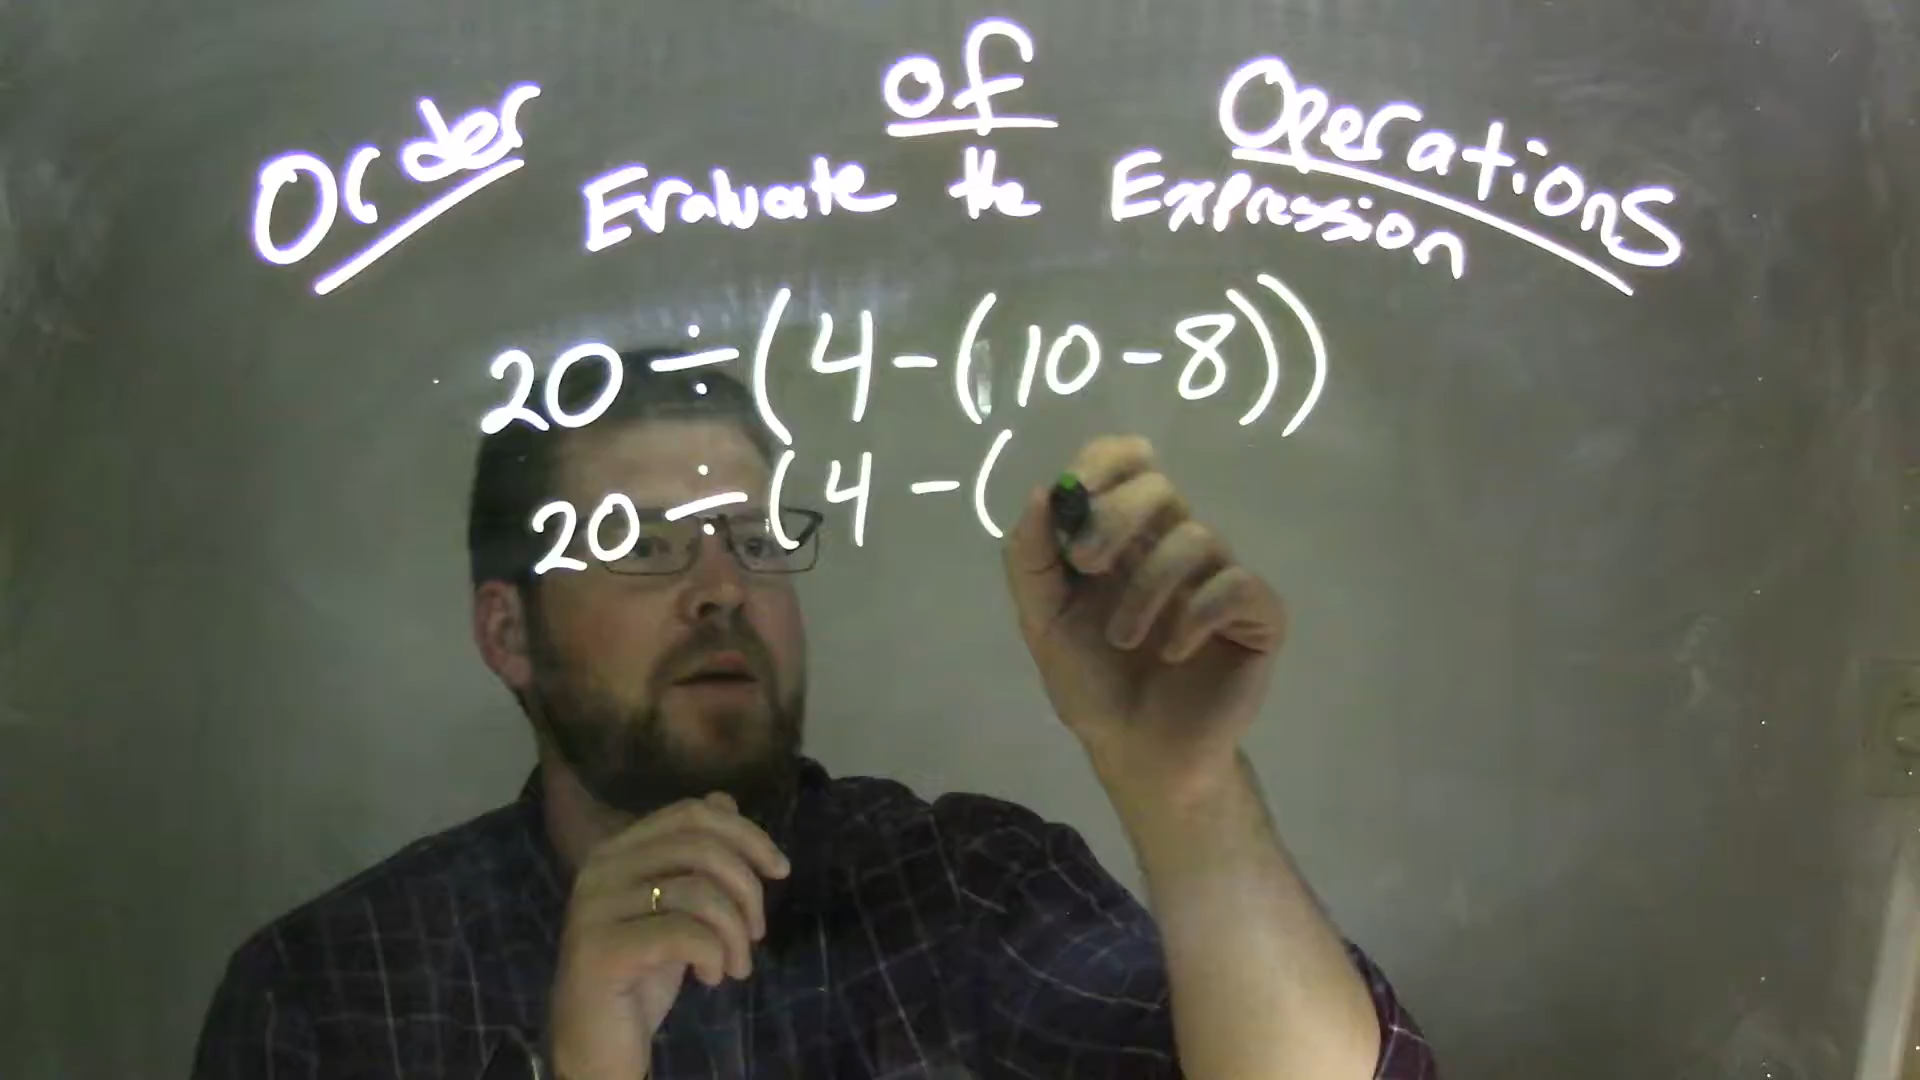 Order of Operations
Evaluate the Expression
20 ÷ (4 - (10 - 8))
20 ÷ (4 - (